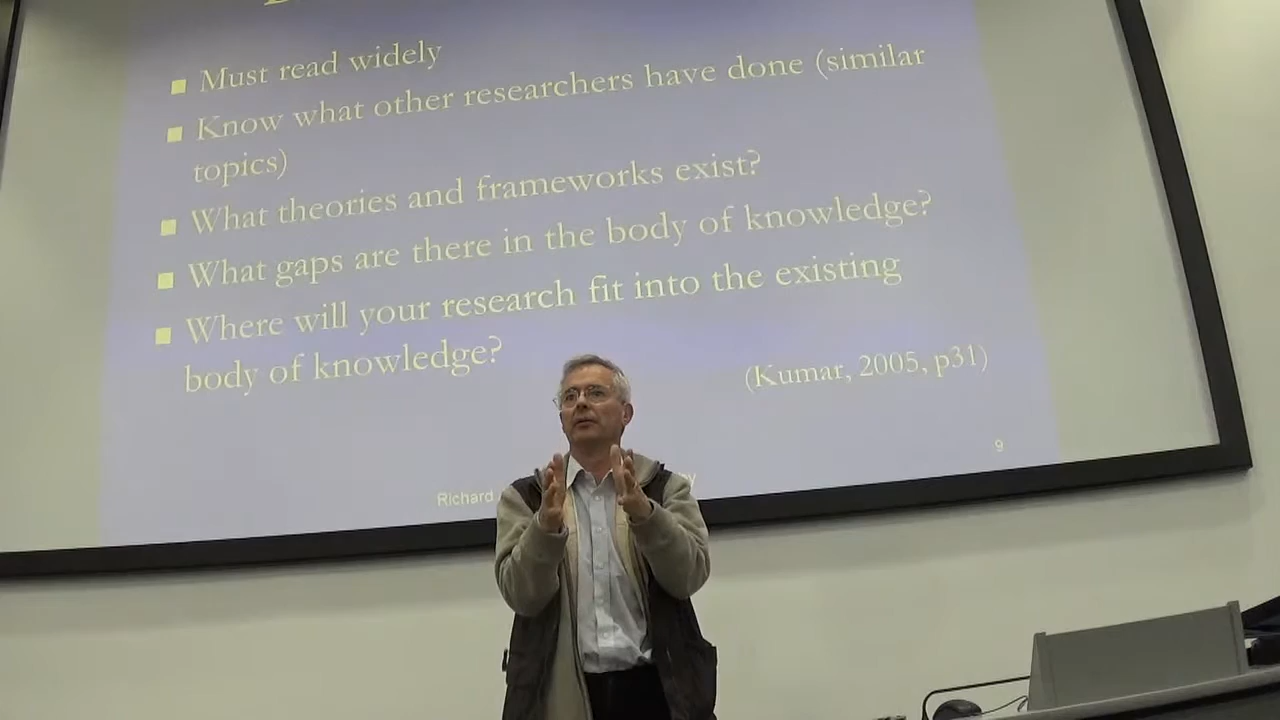 ■ Must read widely
■ Know what other researchers have done (similar
topics)
■ What theories and frameworks exist?
■ What gaps are there in the body of knowledge?
■ Where will your research fit into the existing
body of knowledge?
(Kumar, 2005, p31)
9
Richard